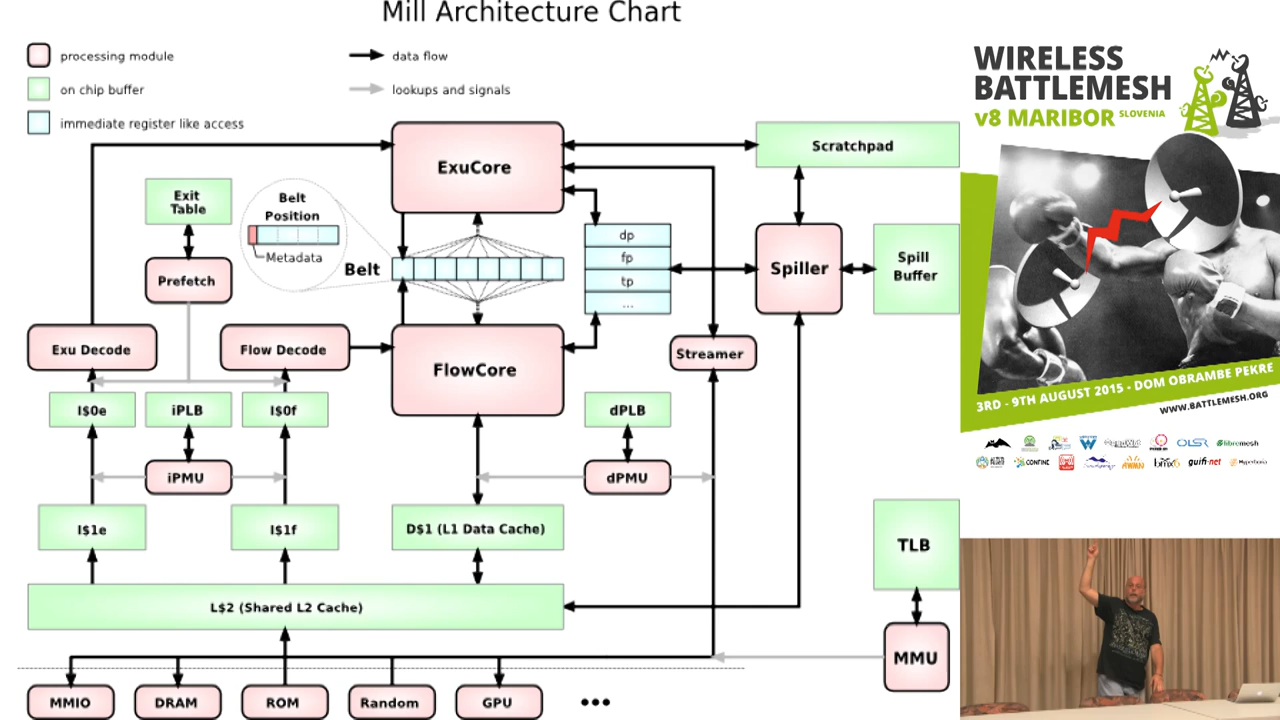 Mill Architecture Chart
processing module
data flow
on chip buffer
lookups and signals
immediate register like access
ExuCore
Scratchpad
Exit
Table
Belt
Position
Metadata
Belt
dp
fp
tp
...
Spiller
Spill
Buffer
Prefetch
Exu Decode
Flow Decode
FlowCore
Streamer
I$0e
iPLB
I$0f
dPLB
iPMU
dPMU
I$1e
I$1f
D$1 (L1 Data Cache)
TLB
L$2 (Shared L2 Cache)
MMU
MMIO
DRAM
ROM
Random
GPU
•••
WIRELESS
BATTLEMESH
v8 MARIBOR SLOVENIA
3RD - 9TH AUGUST 2015 - DOM OBRAMBE PEKRE
WWW.BATTLEMESH.ORG
OLSR
libremesh
CONFINE
AWMN
bmx6
guifi·net
Hyperboria